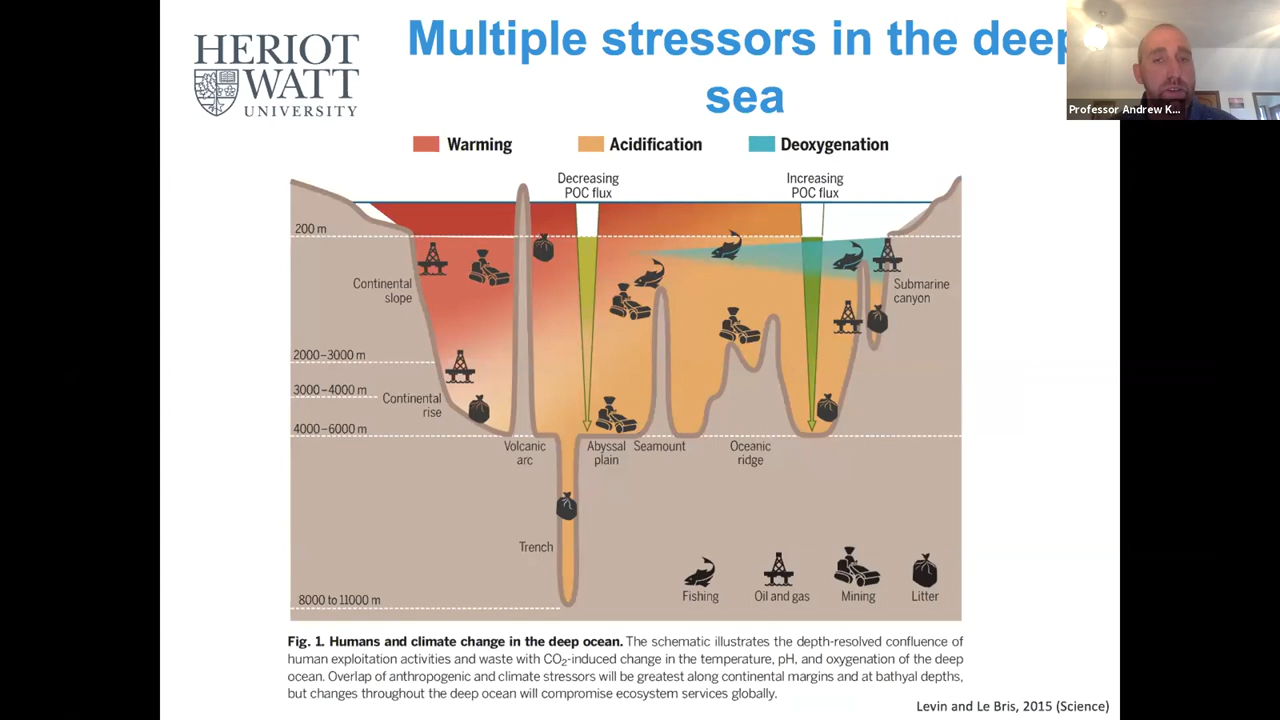 HERIOT
WATT
UNIVERSITY
Multiple stressors in the deep
sea
Professor Andrew K...
Warming
Acidification
Deoxygenation
Decreasing
POC flux
Increasing
POC flux
200 m
Continental
slope
Submarine
canyon
2000–3000 m
3000–4000 m
Continental
rise
4000–6000 m
Volcanic
arc
Abyssal
plain
Seamount
Oceanic
ridge
Trench
8000 to 11000 m
Fishing
Oil and gas
Mining
Litter
Fig. 1. Humans and climate change in the deep ocean. The schematic illustrates the depth-resolved confluence of
human exploitation activities and waste with CO₂-induced change in the temperature, pH, and oxygenation of the deep
ocean. Overlap of anthropogenic and climate stressors will be greatest along continental margins and at bathyal depths,
but changes throughout the deep ocean will compromise ecosystem services globally.
Levin and Le Bris, 2015 (Science)